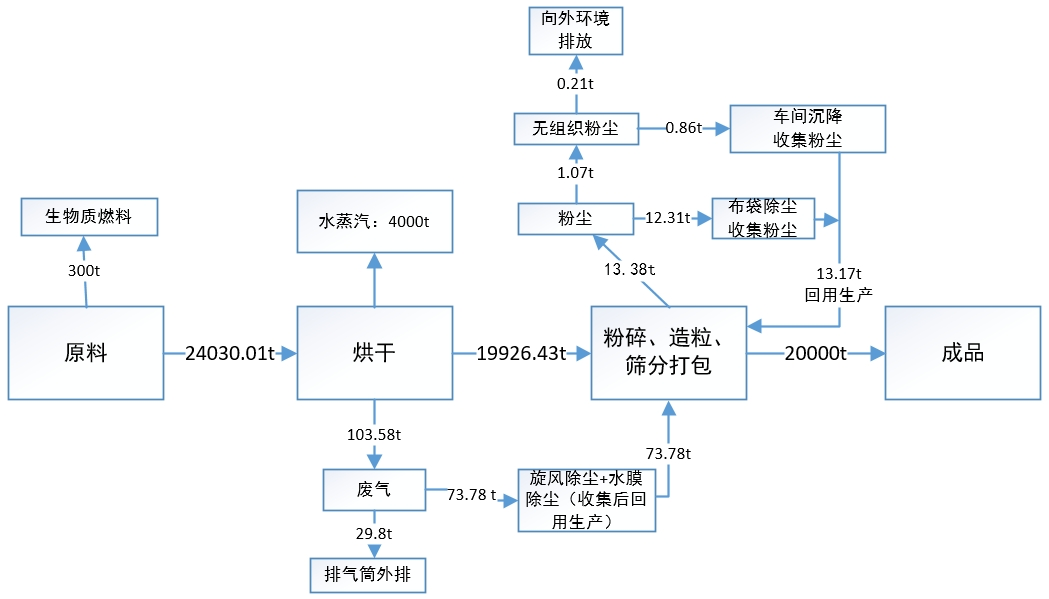 向外环境
排放
0.21t
无组织粉尘
0.86t
车间沉降
收集粉尘
1.07t
生物质燃料
水蒸汽：4000t
粉尘
12.31t
布袋除尘
收集粉尘
300t
13.38t
13.17t
回用生产
原料
24030.01t
烘干
19926.43t
粉碎、造粒、
筛分打包
20000t
成品
103.58t
73.78t
废气
73.78 t
旋风除尘+水膜
除尘（收集后回
用生产）
29.8t
排气筒外排